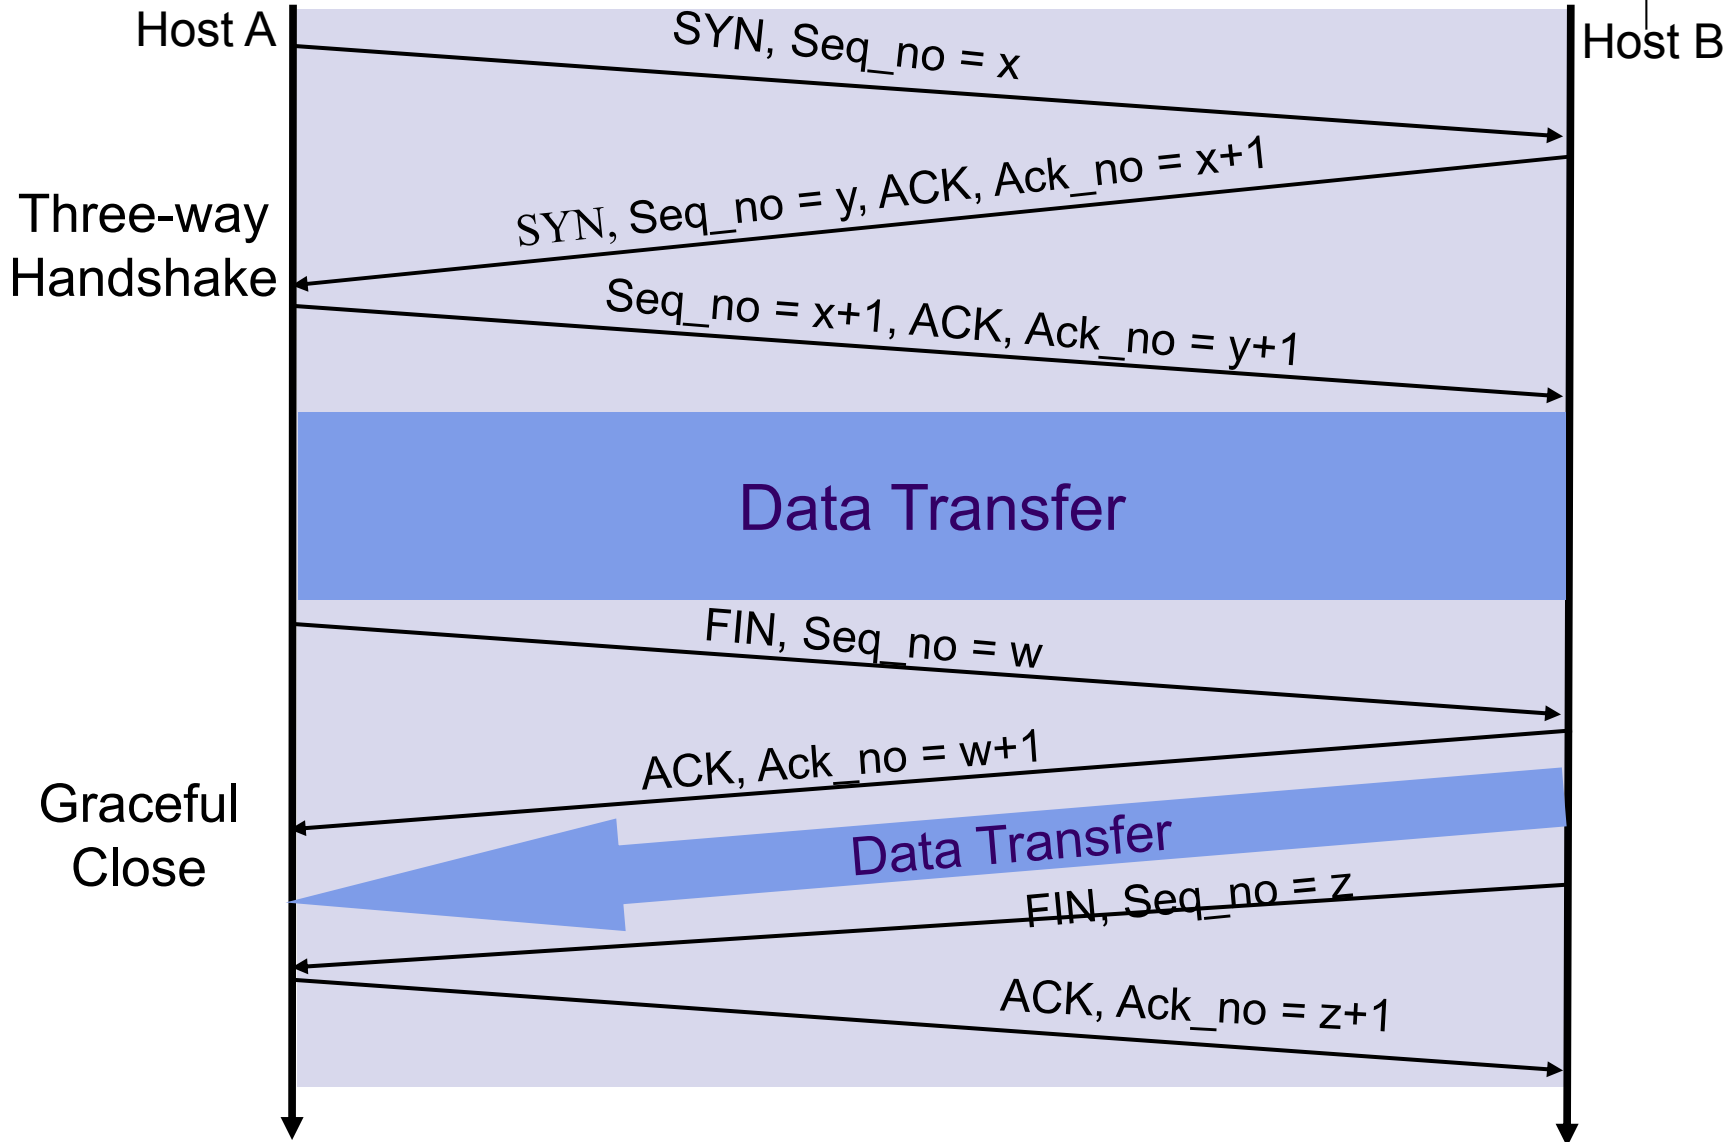 Host A
Host B
SYN, Seq_no = x
SYN, Seq_no = y, ACK, Ack_no = x+1
Three-way
Handshake
Seq_no = x+1, ACK, Ack_no = y+1
Data Transfer
FIN, Seq_no = w
ACK, Ack_no = w+1
Graceful
Close
Data Transfer
FIN, Seq_no = z
ACK, Ack_no = z+1